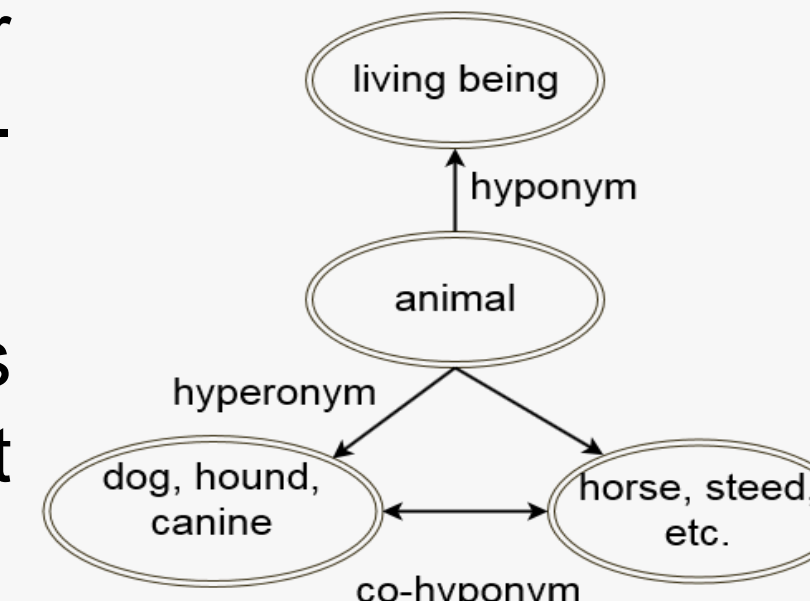 living being
hyponym
animal
hyperonym
dog, hound,
canine
horse, steed,
etc.
co-hyponym